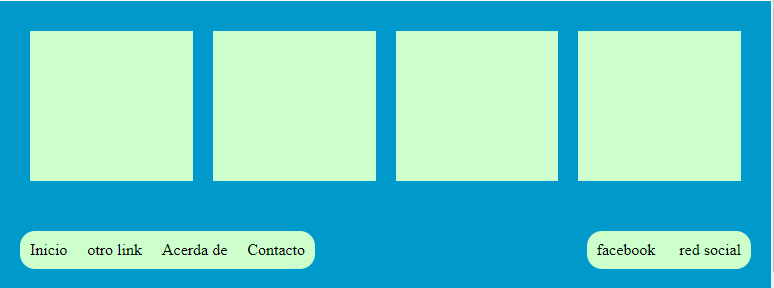 Inicio otro link Acerda de Contacto facebook red social